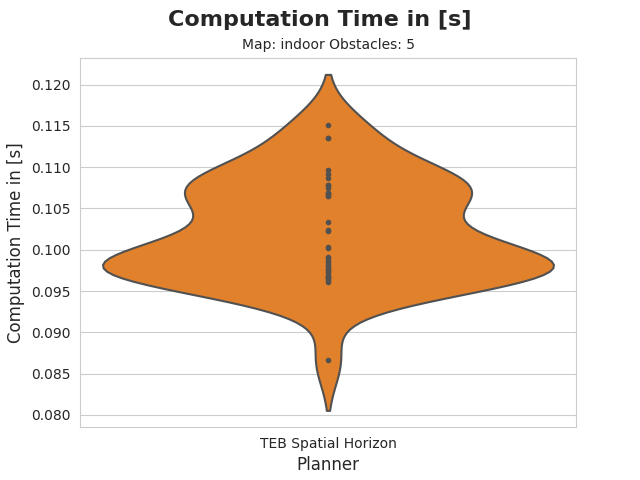 Computation Time in [s]
Map: indoor Obstacles: 5
0.120
0.115
0.110
0.105
0.100
0.095
0.090
0.085
0.080
Computation Time in [s]
TEB Spatial Horizon
Planner